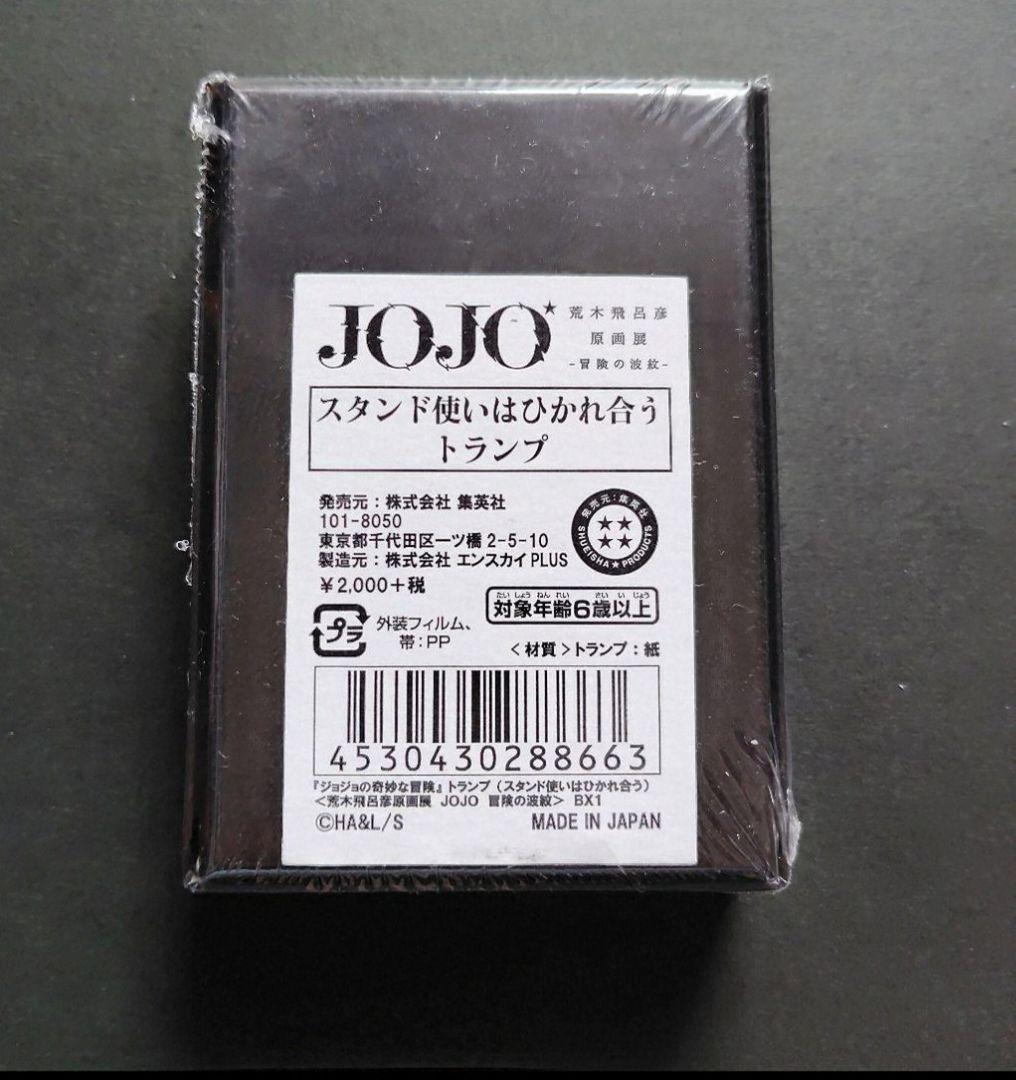 JOJO★
荒木飛呂彦
原画展
-冒険の波紋-
スタンド使いはひかれ合う
トランプ
発売元：株式会社 集英社
101-8050
東京都千代田区一ツ橋2-5-10
製造元：株式会社 エンスカイPLUS
￥2,000＋税
発売元：集英社
SHUEISHA★PRODUCTS
たいしょうねんれい さいいじょう
対象年齢6歳以上
プラ
外装フィルム、
帯：PP
＜材質＞トランプ：紙
4530430288663
『ジョジョの奇妙な冒険』トランプ（スタンド使いはひかれ合う）
＜荒木飛呂彦原画展 JOJO 冒険の波紋＞ BX1
©HA&L/S
MADE IN JAPAN